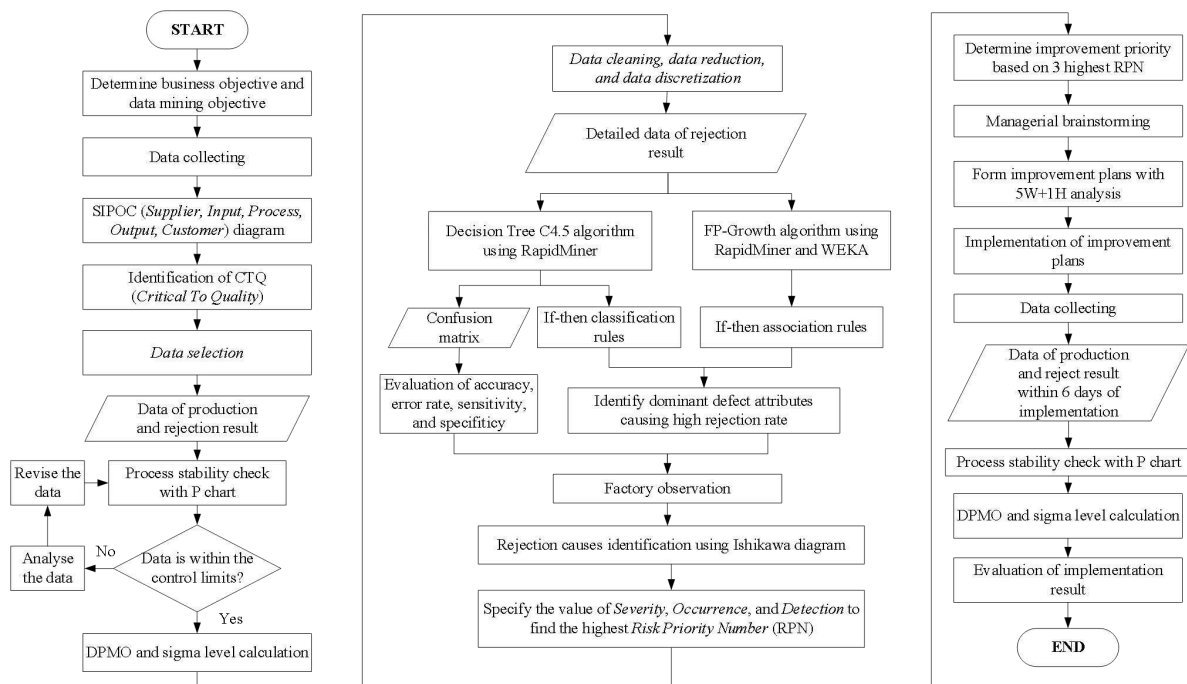 START
Determine business objective and
data mining objective
Data collecting
SIPOC (Supplier, Input, Process,
Output, Customer) diagram
Identification of CTQ
(Critical To Quality)
Data selection
Data of production
and rejection result
Process stability check
with P chart
Revise the
data
Analyse
the data
No
Data is within the
control limits?
Yes
DPMO and sigma level calculation
Data cleaning, data reduction,
and data discretization
Detailed data of rejection
result
Decision Tree C4.5 algorithm
using RapidMiner
FP-Growth algorithm using
RapidMiner and WEKA
Confusion
matrix
If-then classification
rules
If-then association rules
Evaluation of accuracy,
error rate, sensitivity,
and specifiticy
Identify dominant defect attributes
causing high rejection rate
Factory observation
Rejection causes identification using Ishikawa diagram
Specify the value of Severity, Occurrence, and Detection to
find the highest Risk Priority Number (RPN)
Determine improvement priority
based on 3 highest RPN
Managerial brainstorming
Form improvement plans with
5W+1H analysis
Implementation of improvement
plans
Data collecting
Data of production
and reject result
within 6 days of
implementation
Process stability check with P chart
DPMO and sigma level calculation
Evaluation of implementation
result
END